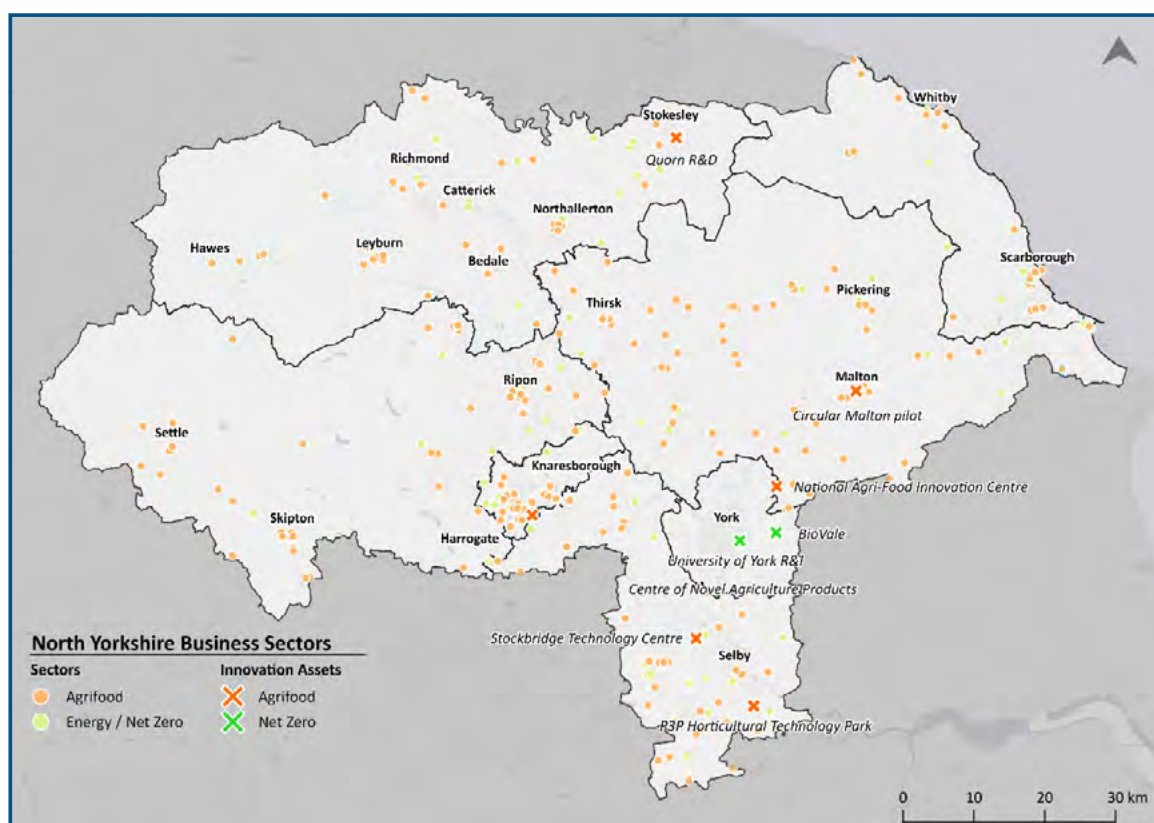 Whitby
Stokesley
Quorn R&D
Richmond
Catterick
Northallerton
Hawes
Leyburn
Bedale
Scarborough
Thirsk
Pickering
Ripon
Malton
Circular Malton pilot
Settle
Knaresborough
National Agri-Food Innovation Centre
Skipton
York
BioVale
Harrogate
University of York R&I
Centre of Novel Agriculture Products
Stockbridge Technology Centre
Selby
P3P Horticultural Technology Park
North Yorkshire Business Sectors
Sectors
Innovation Assets
Agrifood
Agrifood
Energy / Net Zero
Net Zero
0 10 20 30 km